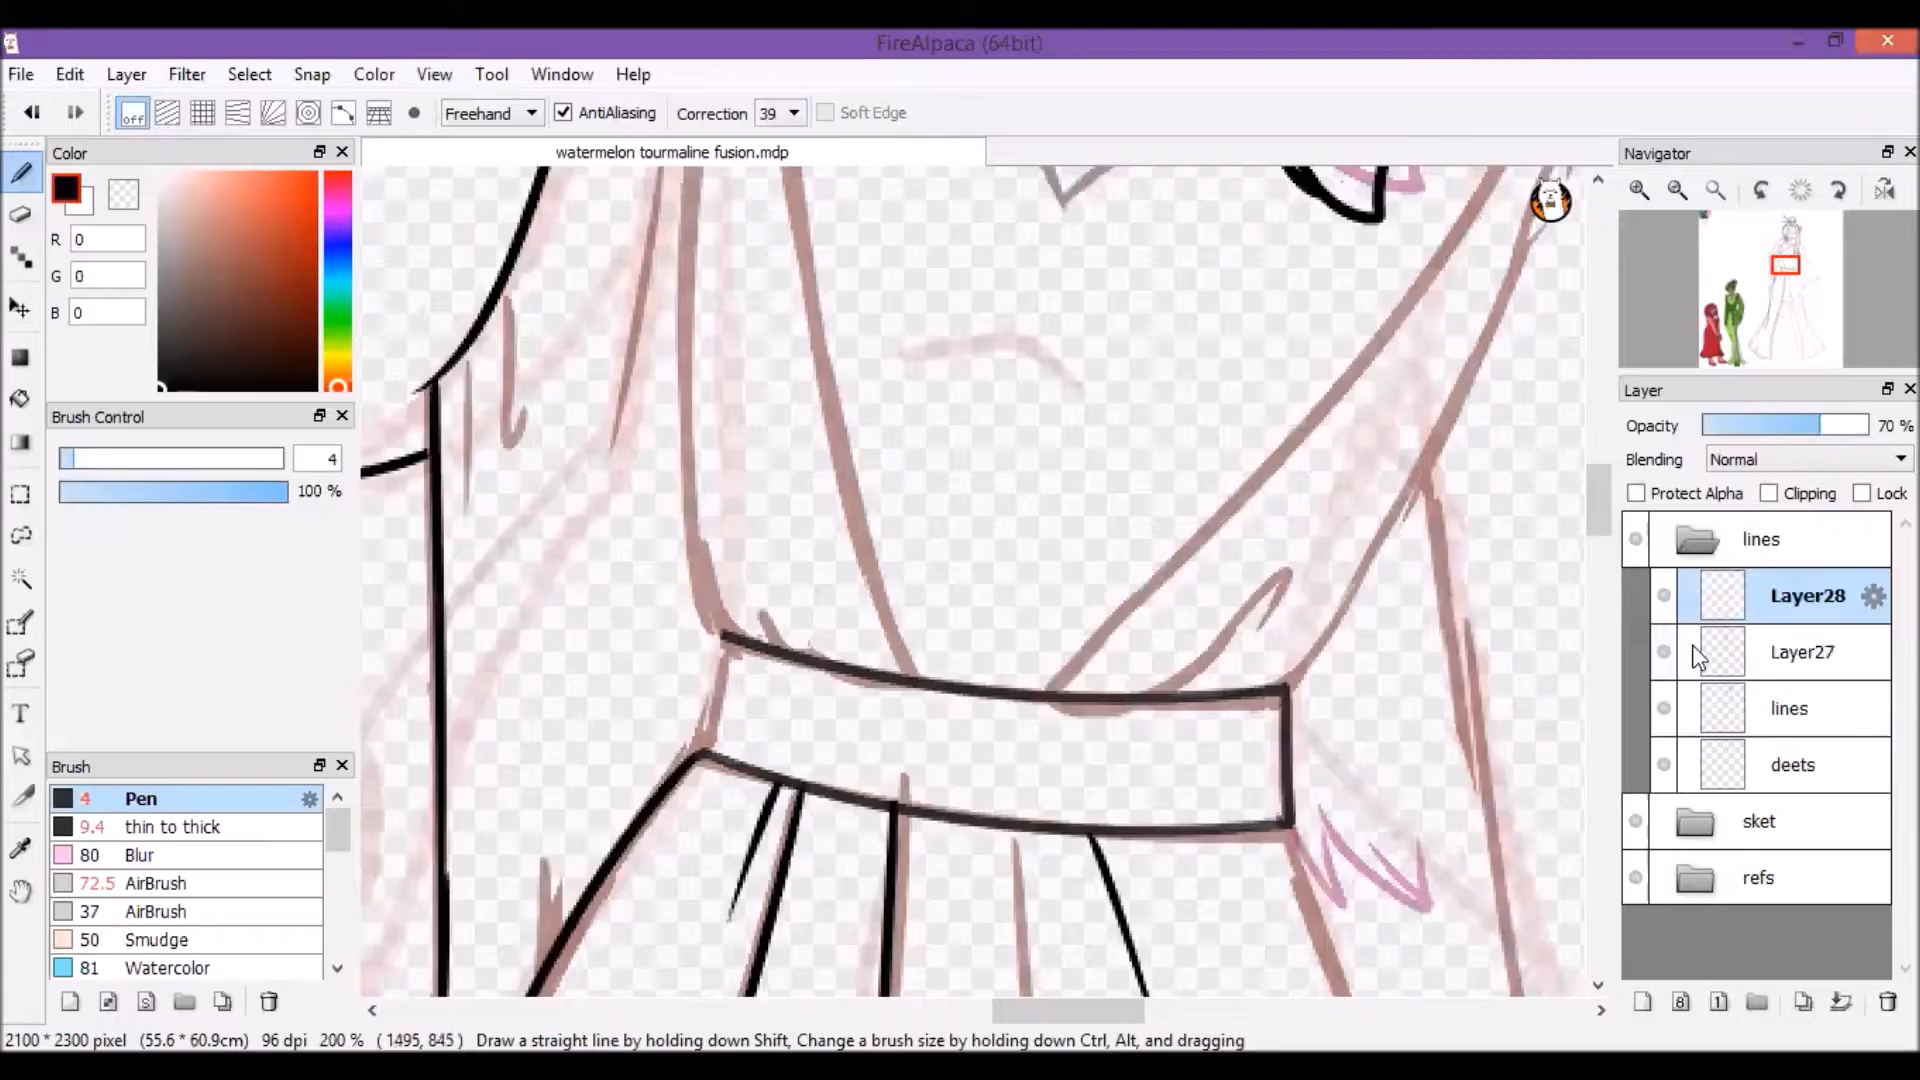 FireAlpaca (64bit)
File Edit Layer Filter Select Snap Color View Tool Window Help
off Freehand AntiAliasing Correction 39 Soft Edge
Color
watermelon tourmaline fusion.mdp
Navigator
R 0
G 0
B 0
Layer
Brush Control
Opacity 70 %
4
Blending Normal
100 %
Protect Alpha Clipping Lock
lines
Layer28
Layer27
lines
deets
sket
refs
Brush
4 Pen
9.4 thin to thick
80 Blur
72.5 AirBrush
37 AirBrush
50 Smudge
81 Watercolor
T
S
8
1
2100 * 2300 pixel (55.6 * 60.9cm) 96 dpi 200 % ( 1495, 845 ) Draw a straight line by holding down Shift, Change a brush size by holding down Ctrl, Alt, and dragging